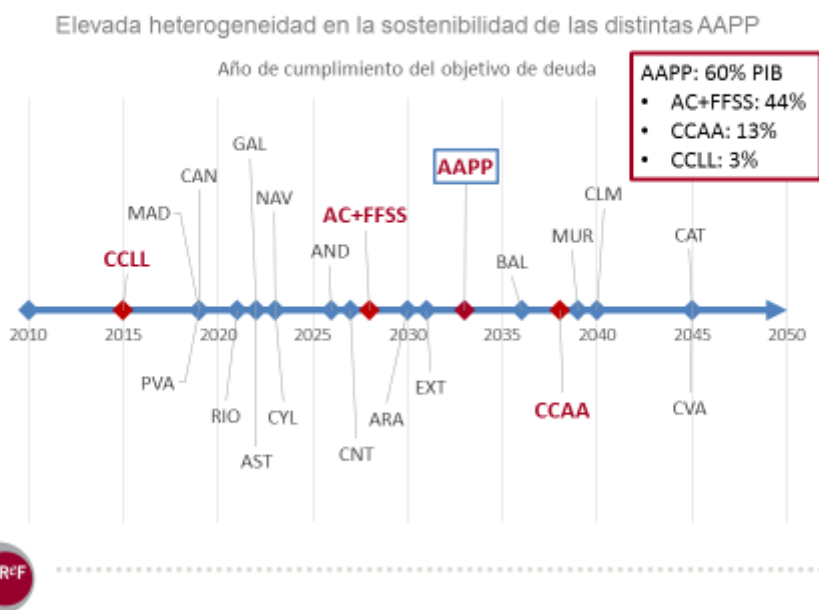 Elevada heterogeneidad en la sostenibilidad de las distintas AAPP
Año de cumplimiento del objetivo de deuda
AAPP: 60% PIB
• AC+FFSS: 44%
• CCAA: 13%
• CCLL: 3%
GAL
CAN
MAD
NAV
AAPP
AC+FFSS
CLM
CCLL
AND
MUR
CAT
BAL
2010
2015
2020
2025
2030
2035
2040
2045
2050
PVA
RIO
CYL
AST
CNT
ARA
EXT
CCAA
CVA
ReF